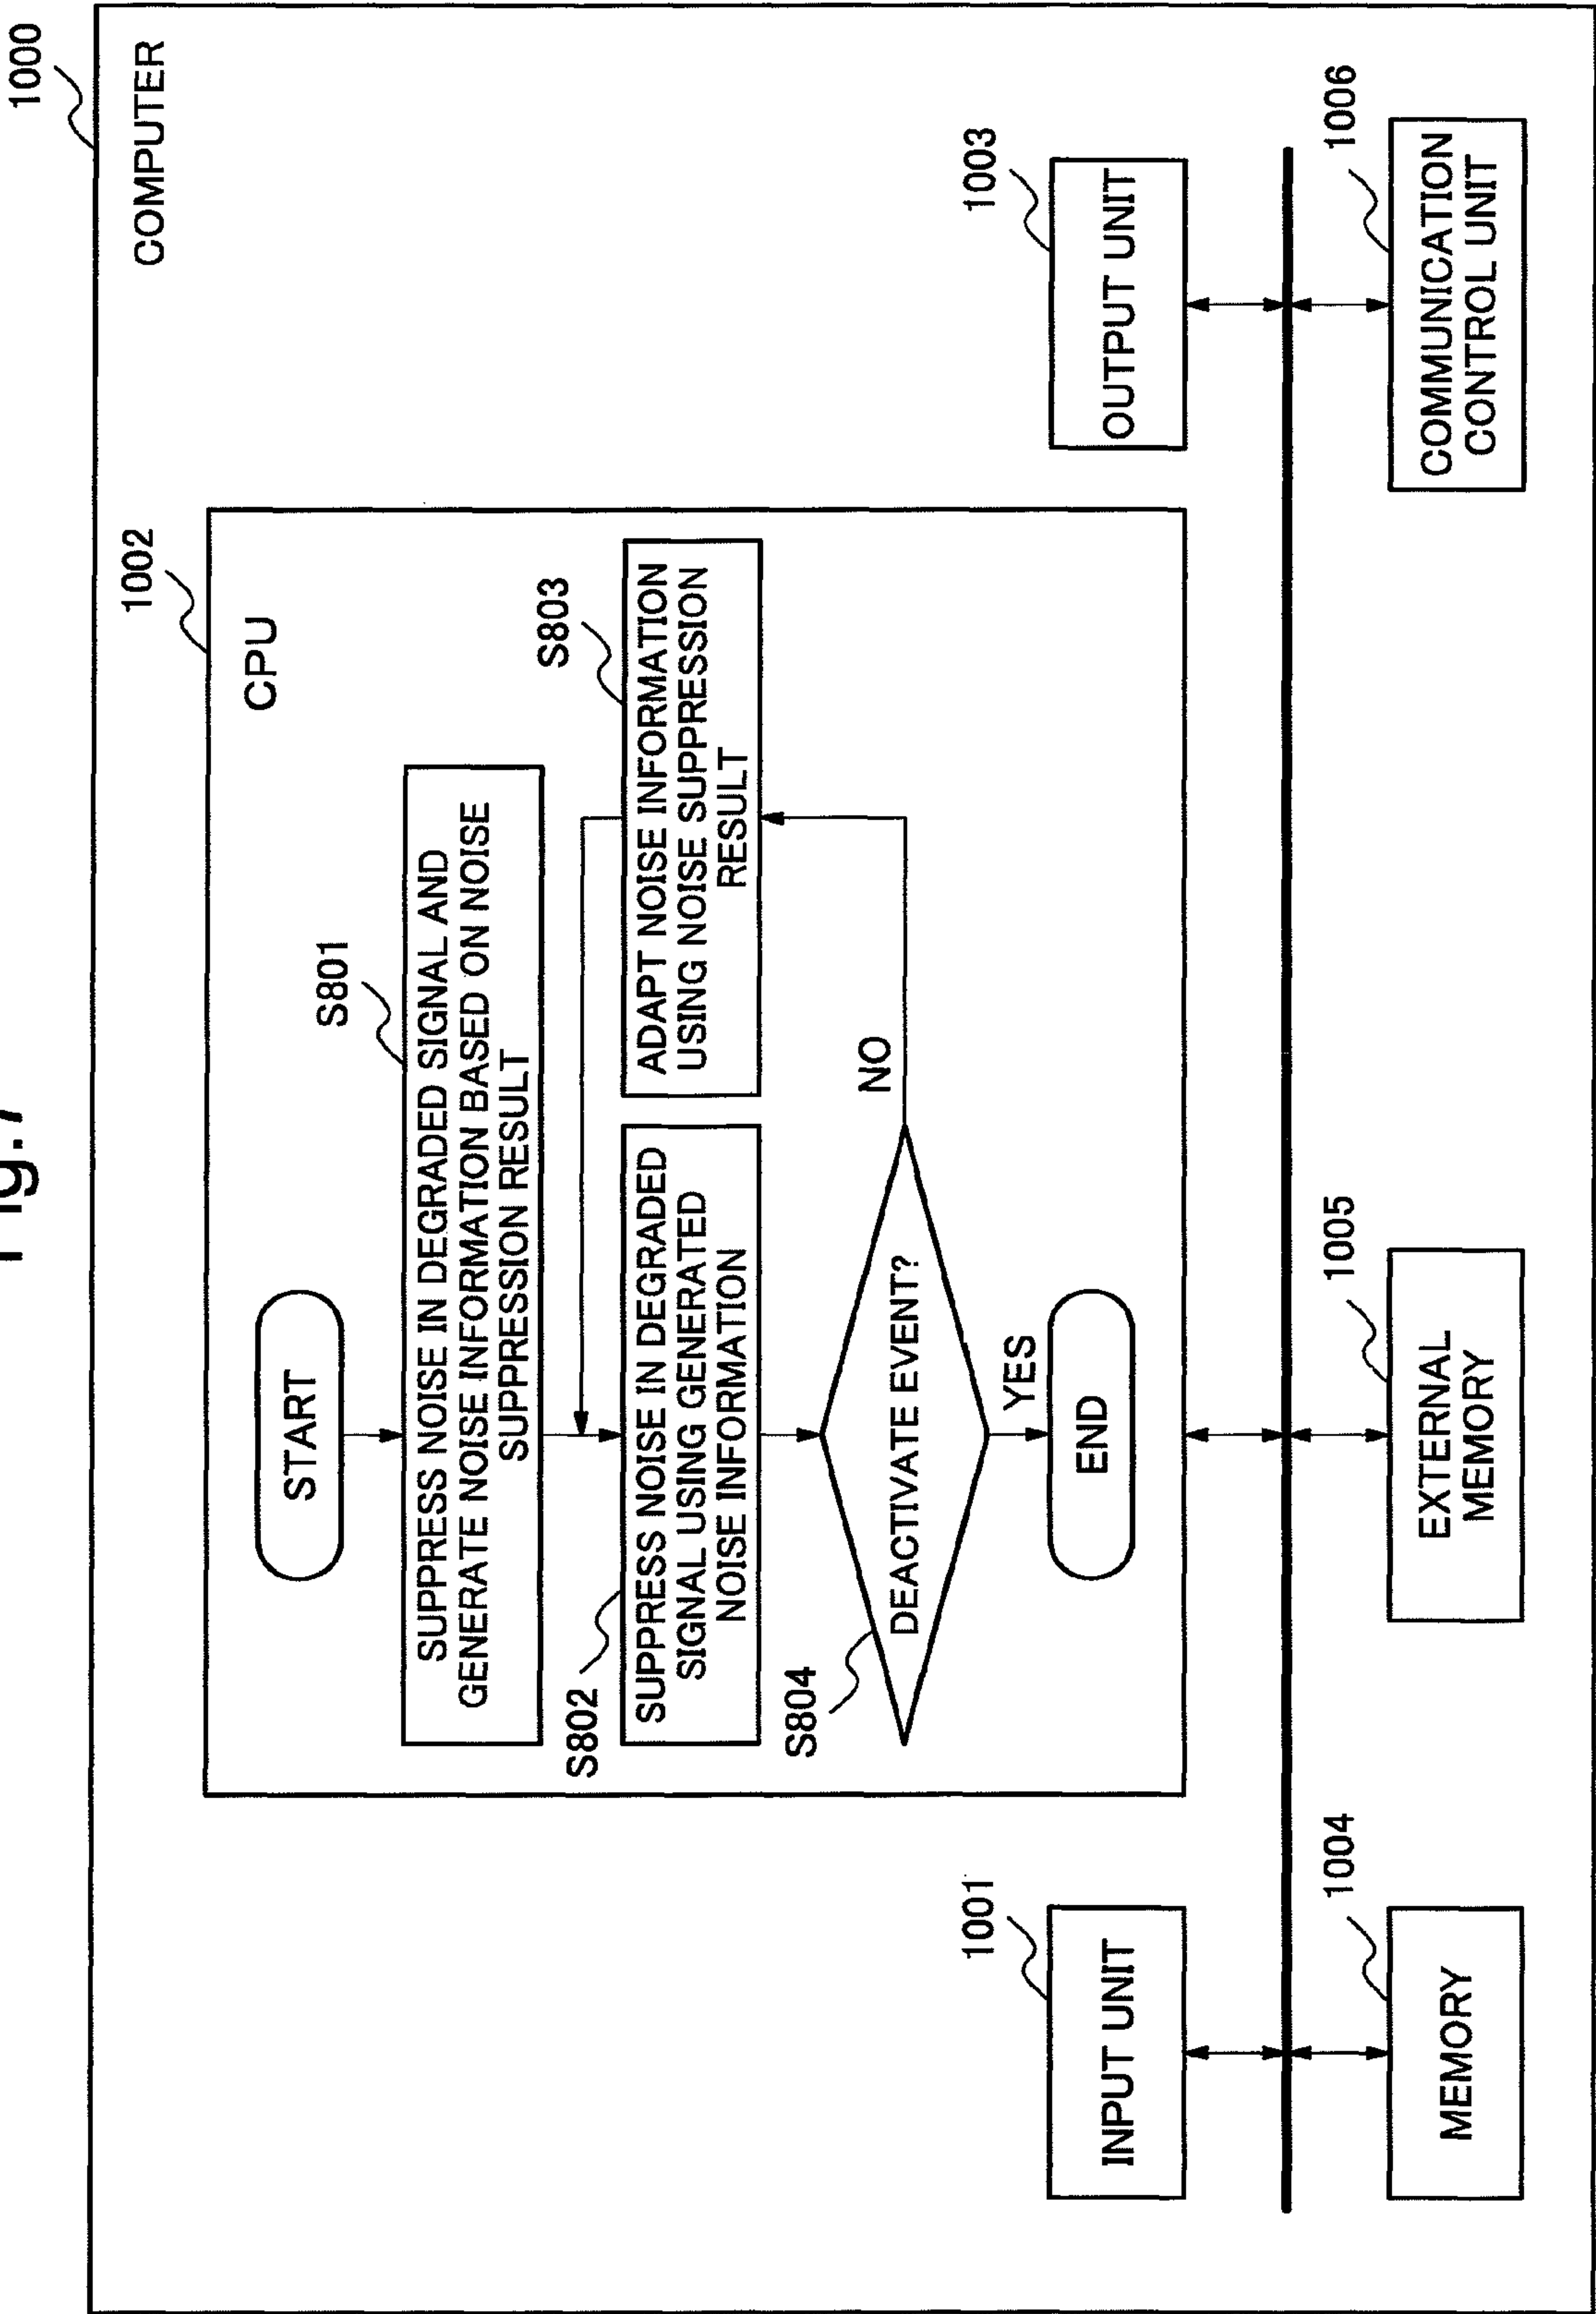 Fig.7
1000
COMPUTER
1002
CPU
START
S801
SUPPRESS NOISE IN DEGRADED SIGNAL AND
GENERATE NOISE INFORMATION BASED ON NOISE
SUPPRESSION RESULT
S802
SUPPRESS NOISE IN DEGRADED
SIGNAL USING GENERATED
NOISE INFORMATION
S803
ADAPT NOISE INFORMATION
USING NOISE SUPPRESSION
RESULT
S804
DEACTIVATE EVENT?
NO
YES
END
1001
INPUT UNIT
1003
OUTPUT UNIT
1004
MEMORY
1005
EXTERNAL
MEMORY
1006
COMMUNICATION
CONTROL UNIT